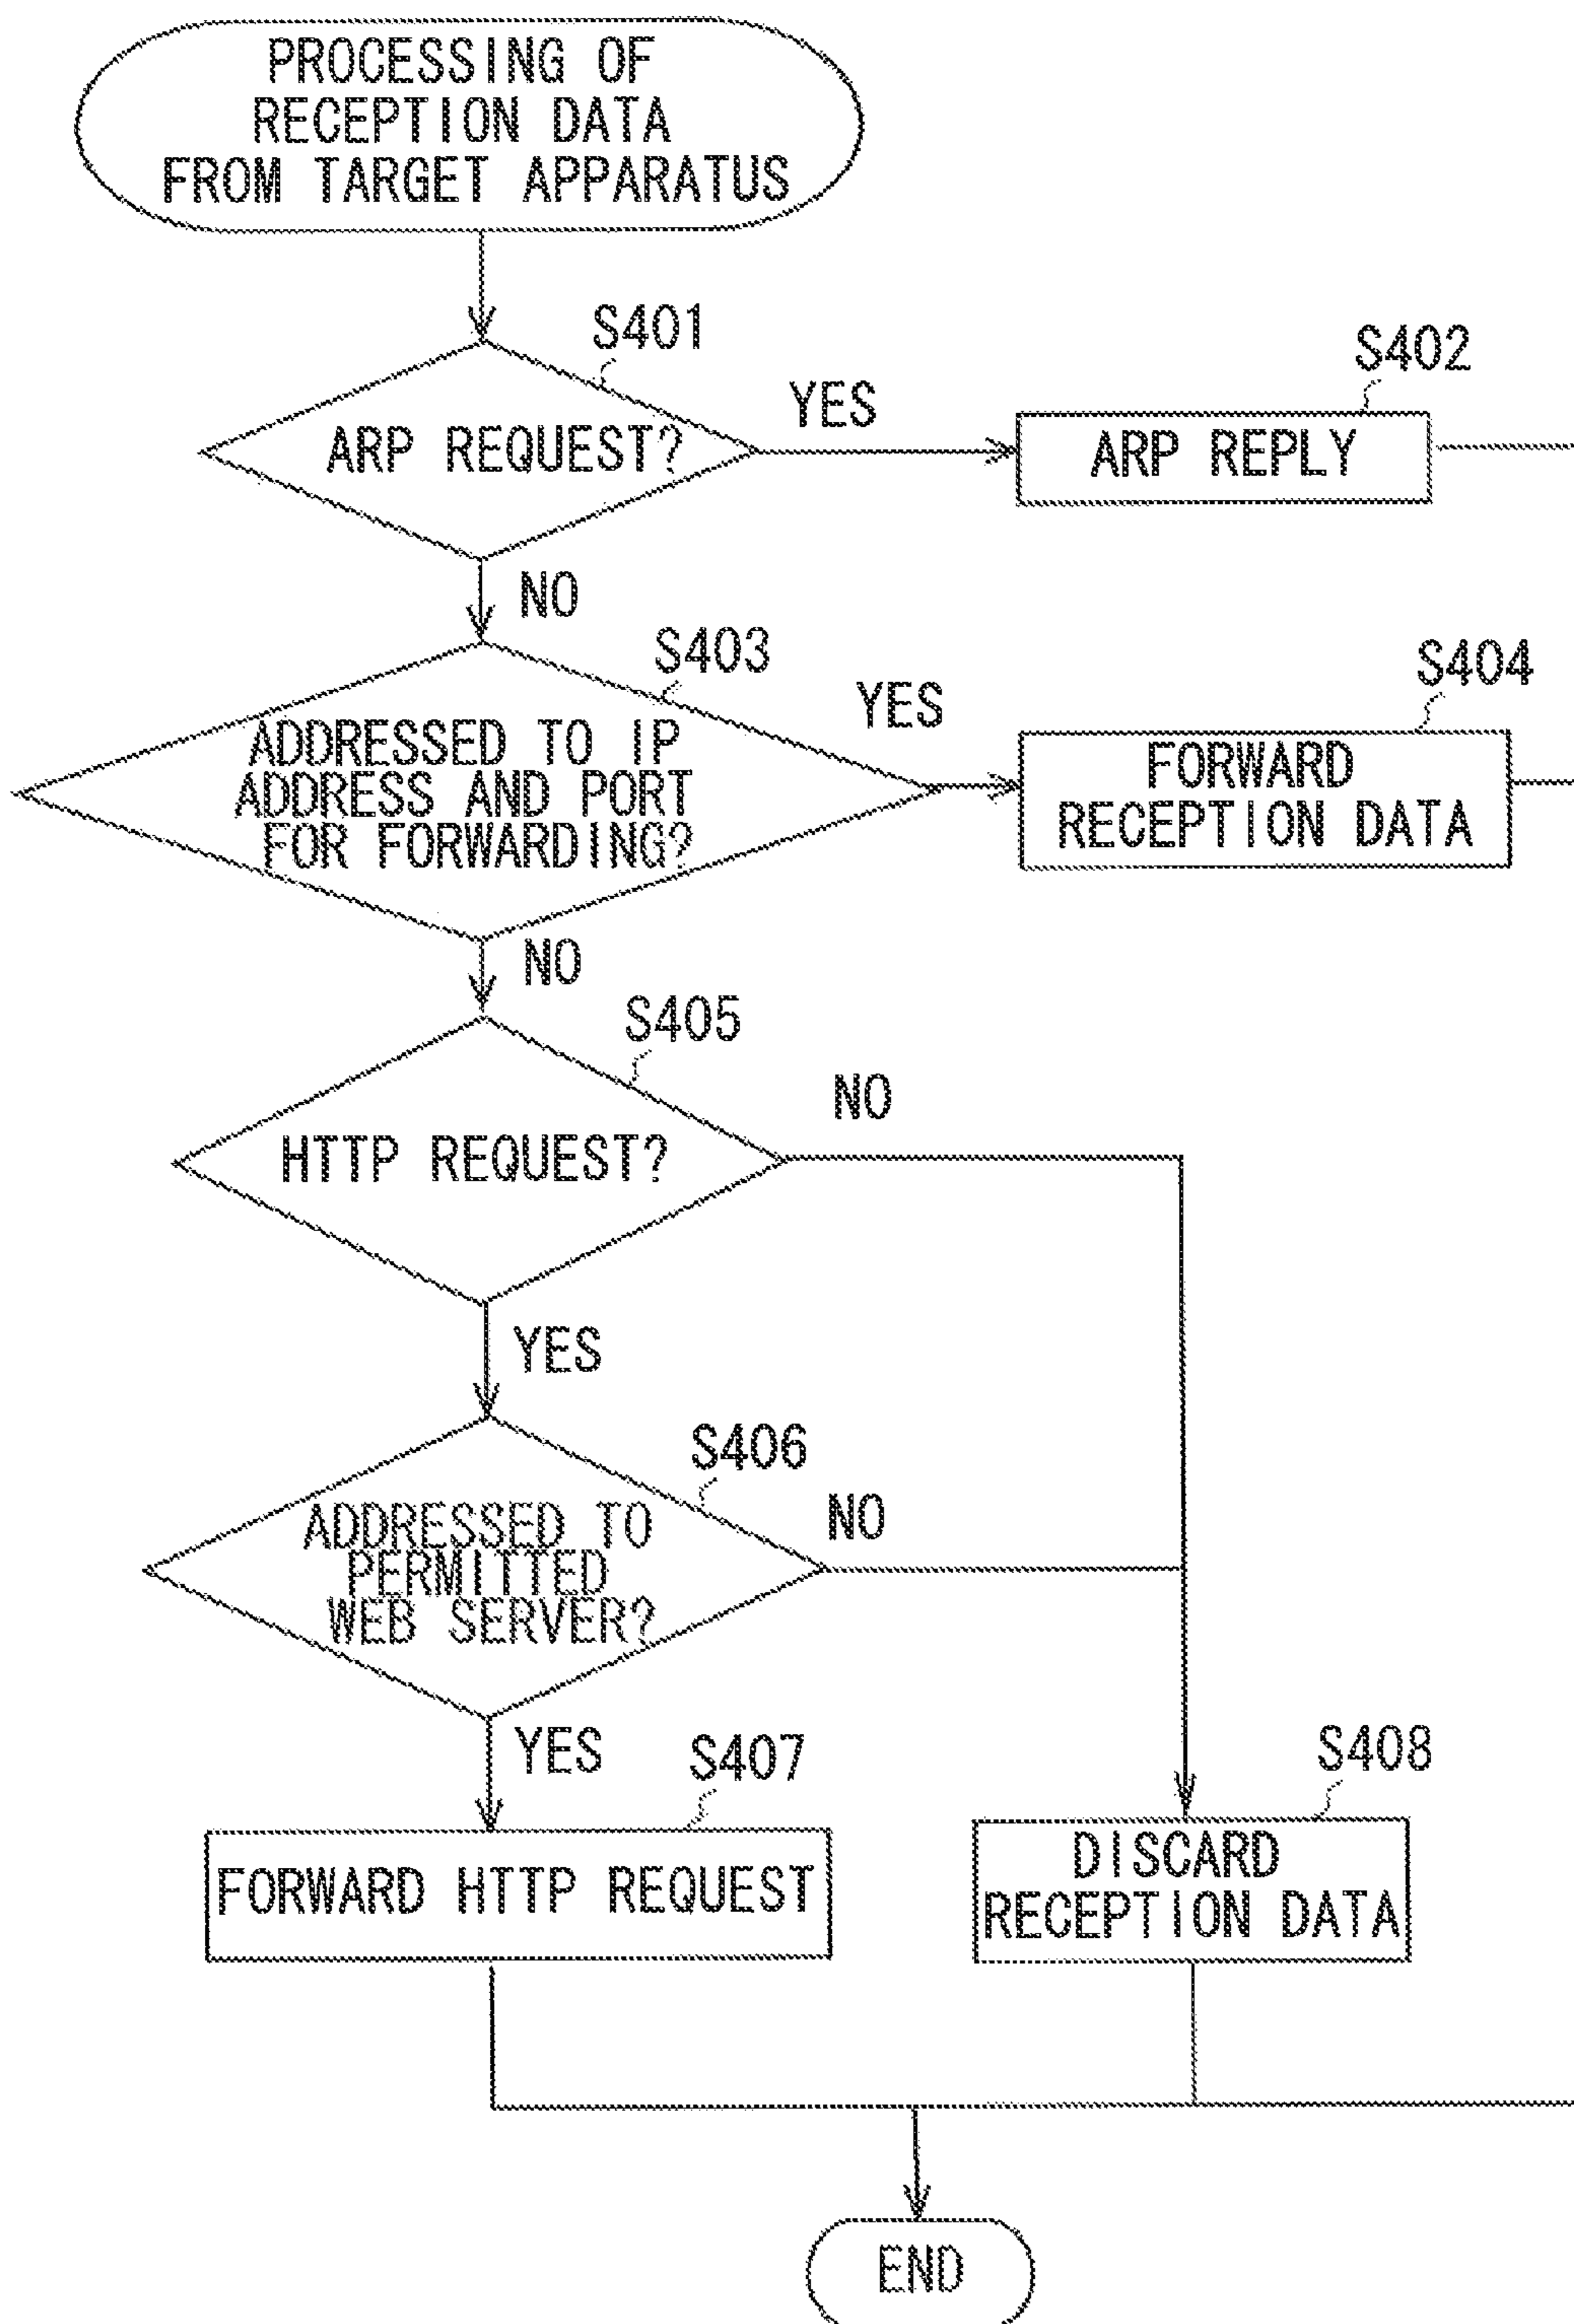 PROCESSING OF
RECEPTION DATA
FROM TARGET APPARATUS
S401
ARP REQUEST?
YES
S402
ARP REPLY
NO
S403
ADDRESSED TO IP
ADDRESS AND PORT
FOR FORWARDING?
YES
S404
FORWARD
RECEPTION DATA
NO
S405
HTTP REQUEST?
NO
YES
S406
ADDRESSED TO
PERMITTED
WEB SERVER?
NO
YES
S407
FORWARD HTTP REQUEST
S408
DISCARD
RECEPTION DATA
END